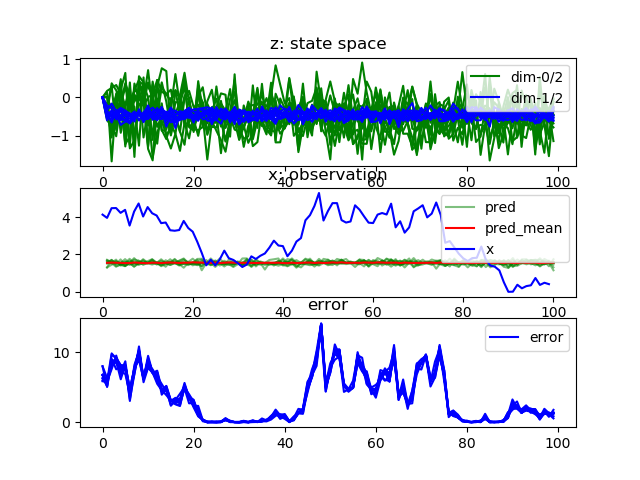 z: state space
1
0
−1
dim-0/2
dim-1/2
0 20 40 60 80 100
x: observation
4
2
0
pred
pred_mean
x
0 20 40 60 80 100
error
10
0
error
0 20 40 60 80 100